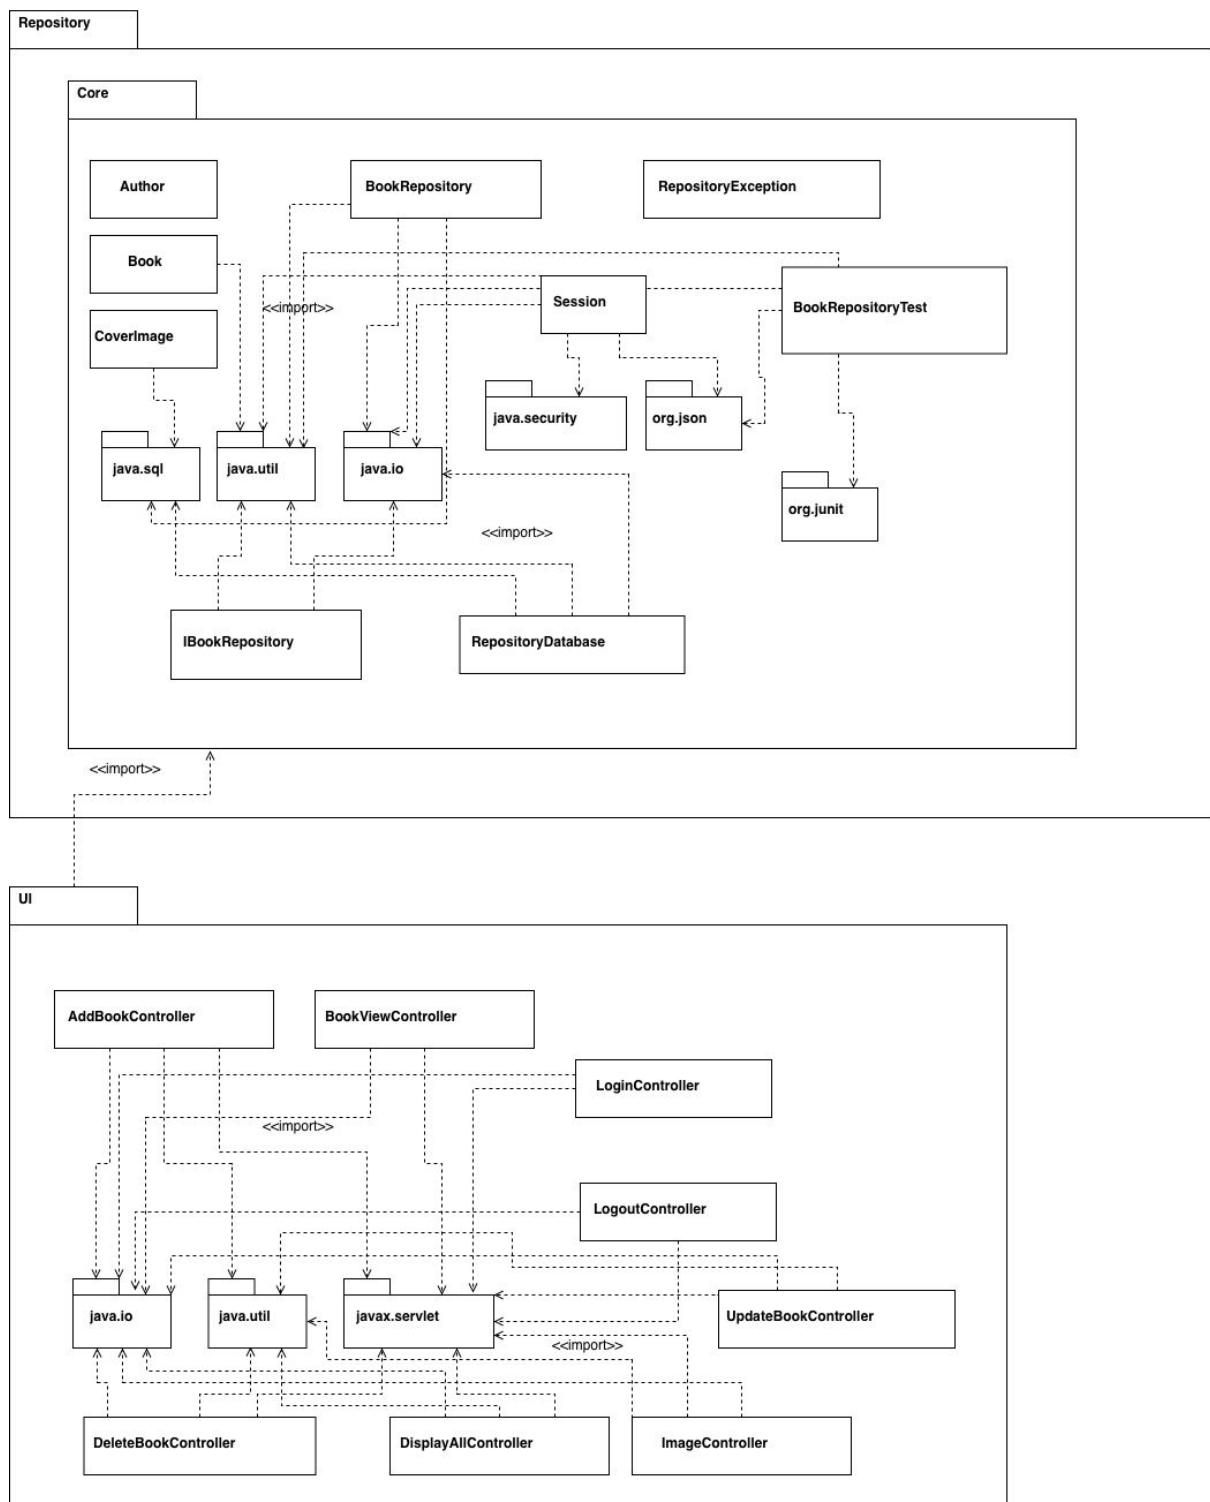 Repository
Core
Author
BookRepository
RepositoryException
Book
Session
BookRepositoryTest
<<import>>
CoverImage
java.security
org.json
java.sql
java.util
java.io
org.junit
<<import>>
IBookRepository
RepositoryDatabase
<<import>>
UI
AddBookController
BookViewController
LoginController
<<import>>
LogoutController
java.io
java.util
javax.servlet
UpdateBookController
<<import>>
DeleteBookController
DisplayAllController
ImageController